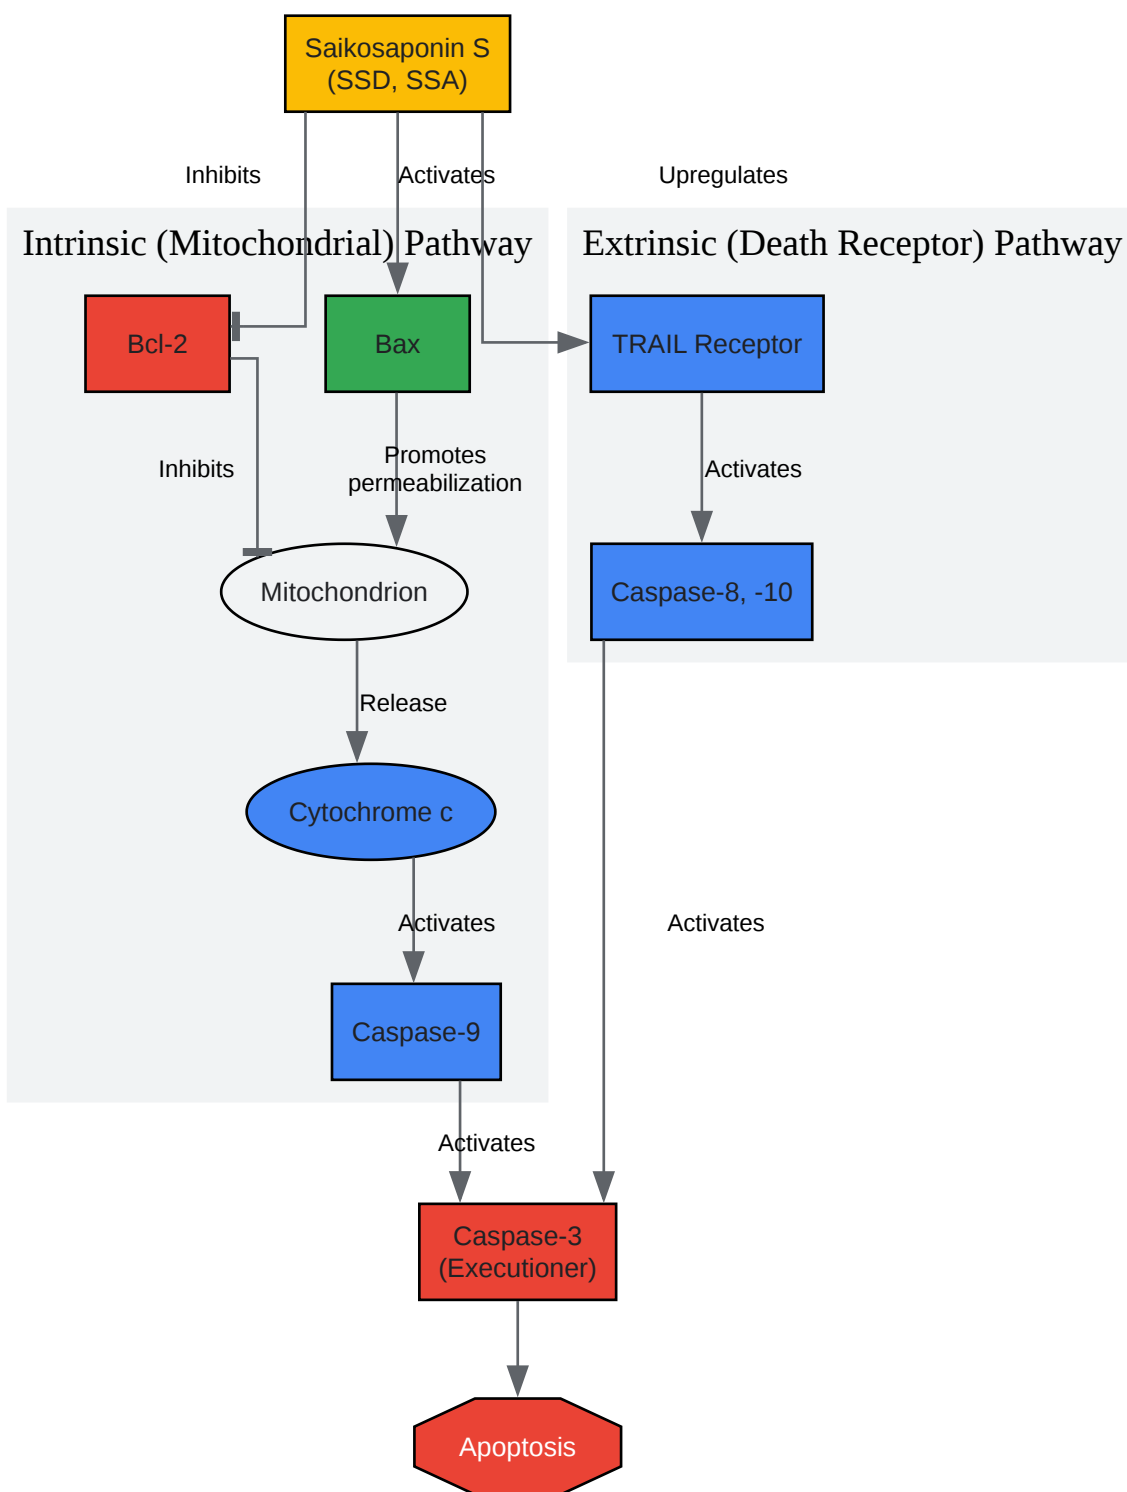 Saikosaponin S
(SSD, SSA)
Inhibits
Activates
Upregulates
Intrinsic (Mitochondrial) Pathway
Extrinsic (Death Receptor) Pathway
Bcl-2
Bax
TRAIL Receptor
Inhibits
Promotes
permeabilization
Activates
Mitochondrion
Caspase-8, -10
Release
Cytochrome c
Activates
Activates
Caspase-9
Activates
Caspase-3
(Executioner)
Apoptosis